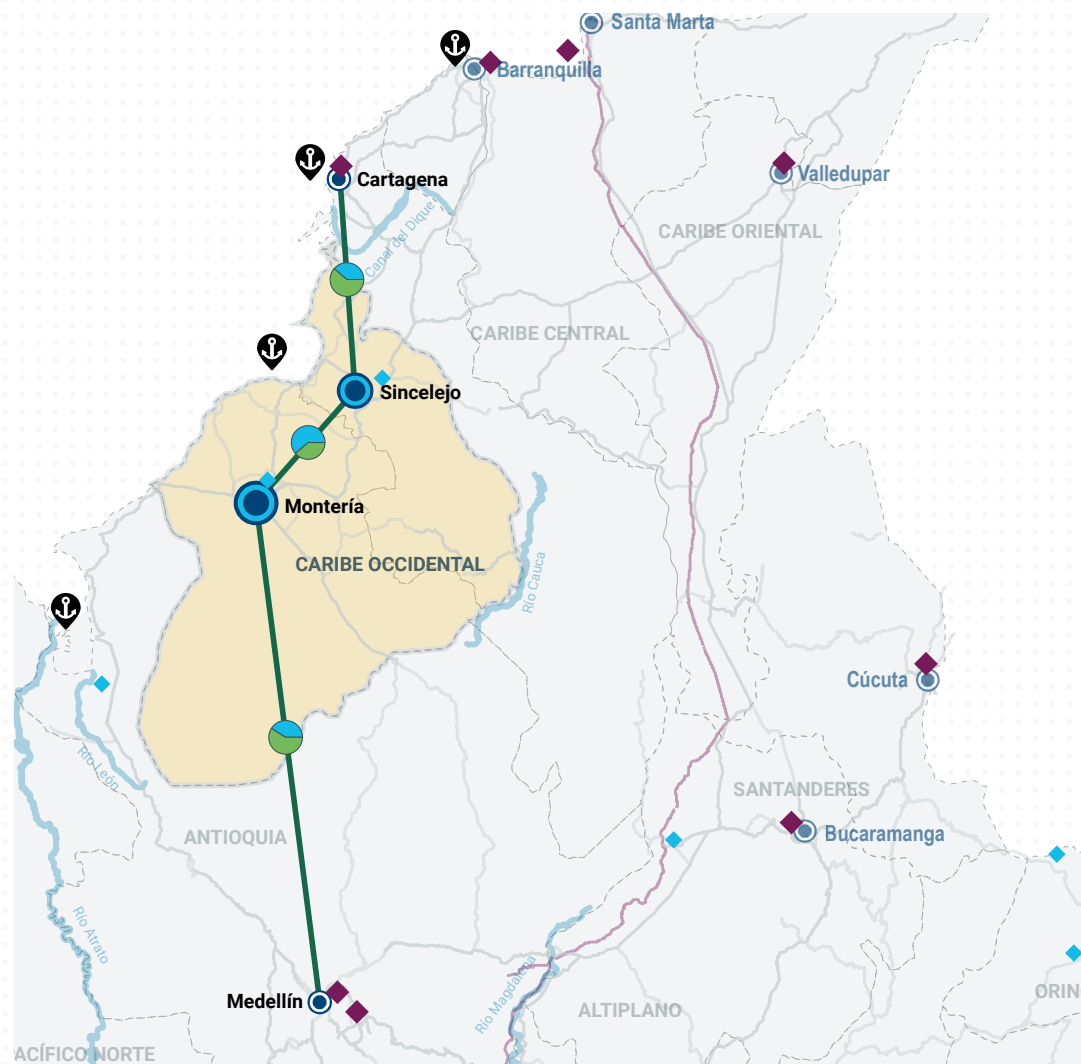 Santa Marta
Barranquilla
Cartagena
Valledupar
Canal del Dique
CARIBE ORIENTAL
CARIBE CENTRAL
Sincelejo
Montería
CARIBE OCCIDENTAL
Río Cauca
Cúcuta
Río León
SANTANDERES
Bucaramanga
ANTIOQUIA
Río Atrato
Río Magdalena
Medellín
ALTIPLANO
ORIN
ACÍFICO NORTE